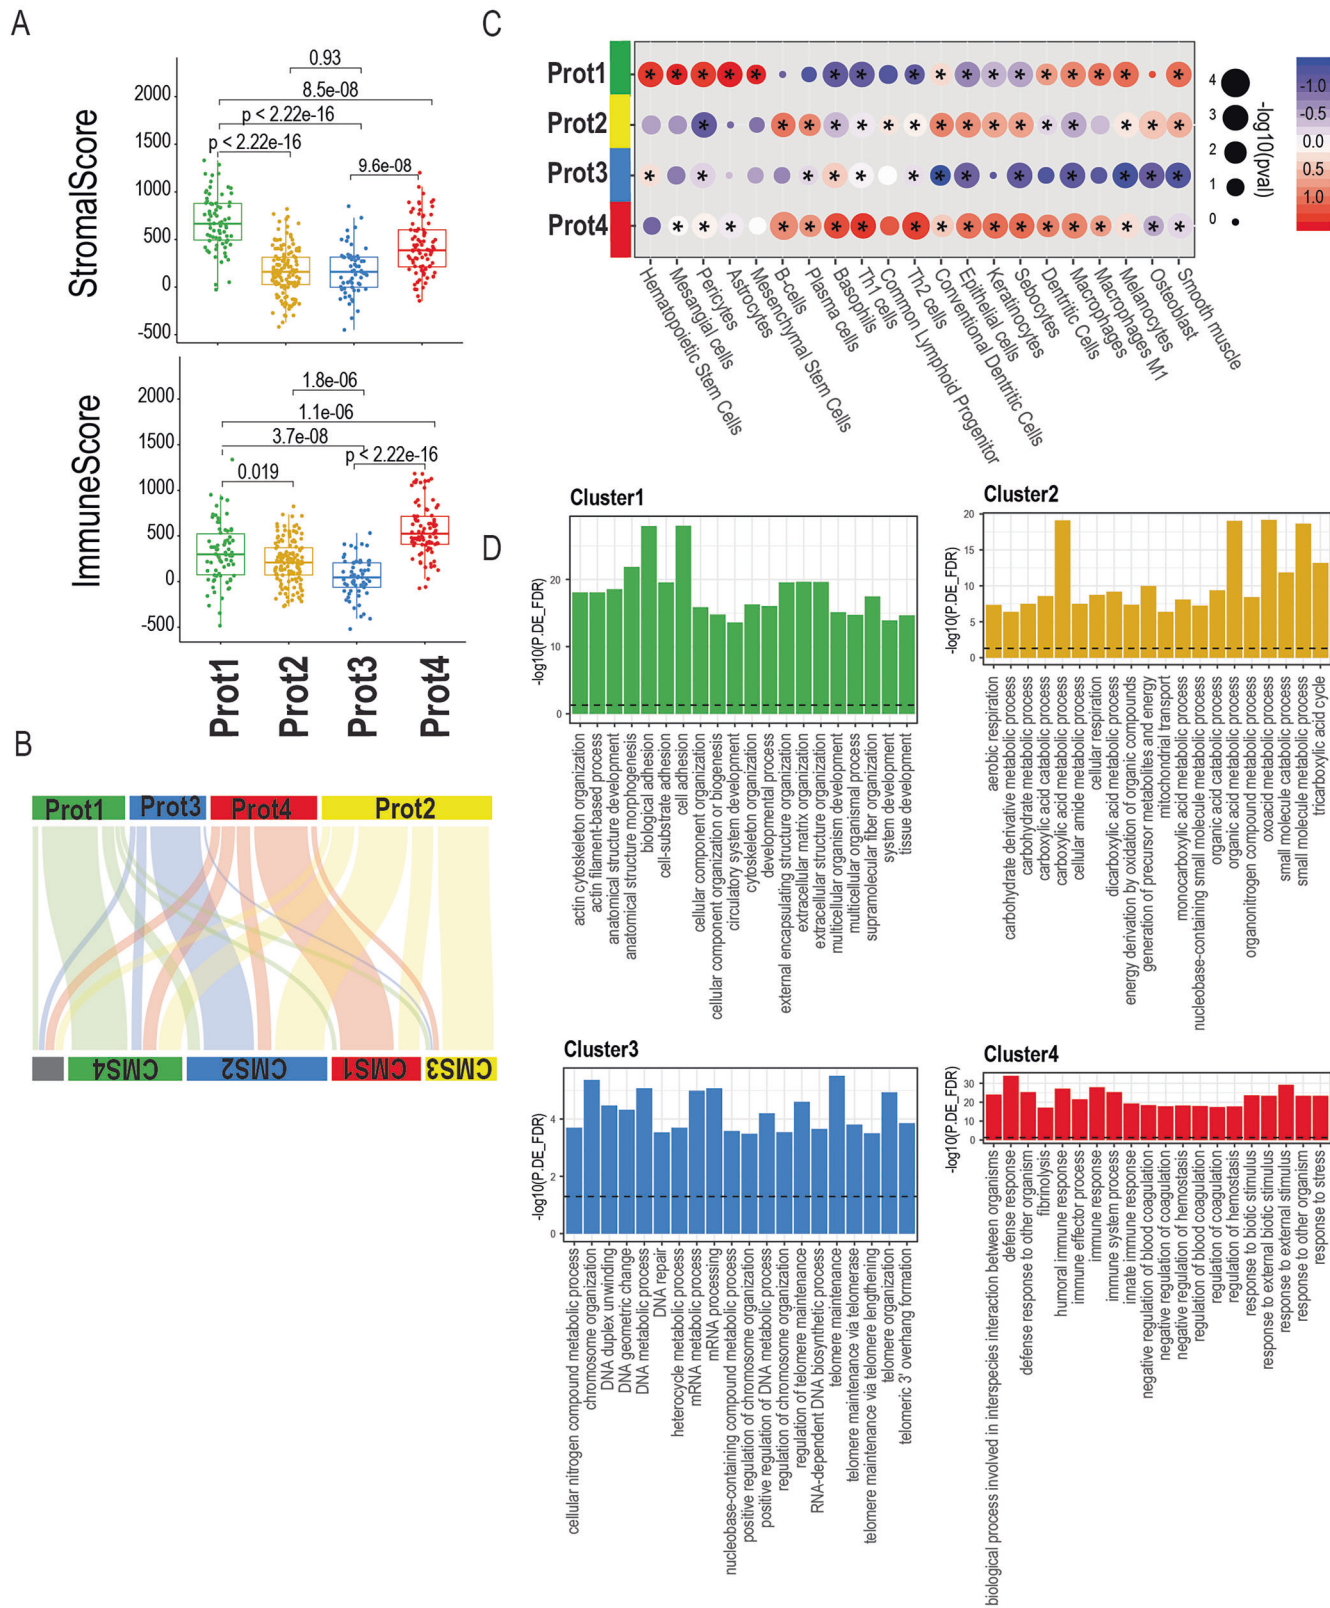 A
StromalScore
2000
1500
1000
500
0
-500
0.93
8.5e-08
p < 2.22e-16
p < 2.22e-16
9.6e-08
ImmuneScore
2000
1500
1000
500
0
-500
1.8e-06
1.1e-06
3.7e-08
p < 2.22e-16
0.019
Prot1
Prot2
Prot3
Prot4
B
Prot1
Prot3
Prot4
Prot2
CMS4
CMS2
CMS1
CMS3
C
Prot1
Prot2
Prot3
Prot4
Hematopoietic Stem Cells
Mesangial cells
Pericytes
Astrocytes
Mesenchymal Stem Cells
B-cells
Plasma cells
Basophils
Th1 cells
Common Lymphoid Progenitor
Th2 cells
Conventional Dentritic Cells
Epithelial cells
Keratinocytes
Sebocytes
Dentritic Cells
Macrophages
Macrophages M1
Melanocytes
Osteoblast
Smooth muscle
4
3
2
1
0
-log10(pval)
-1.0
-0.5
0.0
0.5
1.0
D
Cluster1
-log10(P.DE_FDR)
20
10
0
actin cytoskeleton organization
actin filament-based process
anatomical structure development
anatomical structure morphogenesis
biological adhesion
cell-substrate adhesion
cell adhesion
cellular component organization
cellular component organization or biogenesis
circulatory system development
cytoskeleton organization
developmental process
external encapsulating structure organization
extracellular matrix organization
extracellular structure organization
multicellular organism development
multicellular organismal process
supramolecular fiber organization
system development
tissue development
Cluster2
-log10(P.DE_FDR)
20
10
5
0
aerobic respiration
carbohydrate derivative metabolic process
carbohydrate metabolic process
carboxylic acid catabolic process
carboxylic acid metabolic process
cellular amide metabolic process
cellular respiration
dicarboxylic acid metabolic process
energy derivation by oxidation of organic compounds
generation of precursor metabolites and energy
mitochondrial transport
monocarboxylic acid metabolic process
nucleobase-containing small molecule metabolic process
organic acid catabolic process
organic acid metabolic process
organonitrogen compound metabolic process
oxoacid metabolic process
small molecule catabolic process
small molecule metabolic process
tricarboxylic acid cycle
Cluster3
-log10(P.DE_FDR)
4
2
0
cellular nitrogen compound metabolic process
chromosome organization
DNA duplex unwinding
DNA geometric change
DNA metabolic process
DNA repair
heterocycle metabolic process
mRNA metabolic process
mRNA processing
nucleobase-containing compound metabolic process
positive regulation of chromosome organization
positive regulation of DNA metabolic process
regulation of chromosome organization
regulation of telomere maintenance
RNA-dependent DNA biosynthetic process
telomere maintenance
telomere maintenance via telomerase
telomere maintenance via telomere lengthening
telomere organization
telomeric 3' overhang formation
Cluster4
-log10(P.DE_FDR)
30
20
10
0
biological process involved in interspecies interaction between organisms
defense response
defense response to other organism
fibrinolysis
humoral immune response
immune effector process
immune response
immune system process
innate immune response
negative regulation of blood coagulation
negative regulation of coagulation
negative regulation of hemostasis
regulation of blood coagulation
regulation of coagulation
regulation of hemostasis
response to biotic stimulus
response to external biotic stimulus
response to external stimulus
response to other organism
response to stress